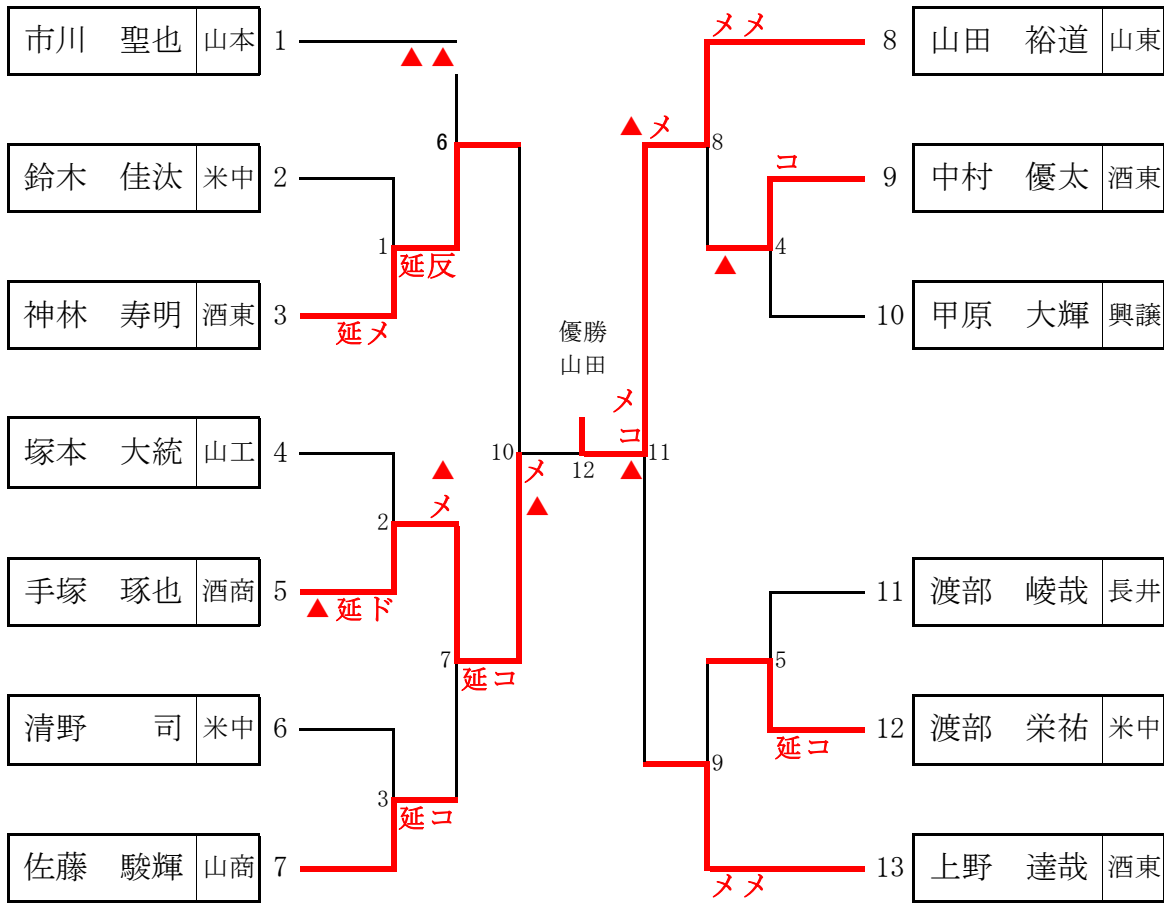 市川 聖也 山本 1
▲ ▲
6
鈴木 佳汰 米中 2
1
延反
神林 寿明 酒東 3
延メ
塚本 大統 山工 4
▲
メ
2
手塚 琢也 酒商 5
▲ 延ド
7
延コ
清野 司 米中 6
3
延コ
佐藤 駿輝 山商 7
10
メ
▲
優勝
山田
12
メ
コ
▲
11
メメ
8 山田 裕道 山東
▲ メ
8
コ
9 中村 優太 酒東
4
▲
10 甲原 大輝 興譲
11 渡部 崚哉 長井
5
12 渡部 栄祐 米中
延コ
9
13 上野 達哉 酒東
メメ